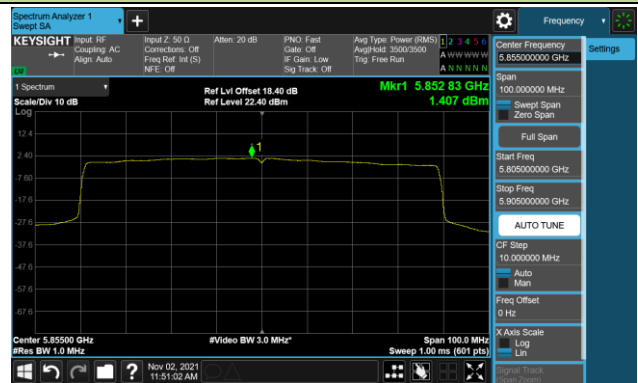 Spectrum Analyzer 1
Swept SA
+
Frequency
KEYSIGHT
Input: RF
Coupling: AC
Align: Auto
Input Z: 50 Ω
Corrections: Off
Freq Ref: Int (S)
NFE: Off
Atten: 20 dB
PNO: Fast
Gate: Off
IF Gain: Low
Sig Track: Off
Avg Type: Power (RMS)
Avg|Hold: 3500/3500
Trig: Free Run
1 2 3 4 5 6
A W W W W W
A N N N N N
1 Spectrum
Scale/Div 10 dB
Log
Ref Lvl Offset 18.40 dB
Ref Level 22.40 dBm
Mkr1 5.852 83 GHz
1.407 dBm
12.4
2.40
-7.60
-17.6
-27.6
-37.6
-47.6
-57.6
-67.6
1
Center 5.85500 GHz
#Res BW 1.0 MHz
#Video BW 3.0 MHz*
Span 100.0 MHz
Sweep 1.00 ms (601 pts)
Center Frequency
5.855000000 GHz
Settings
Span
100.000000 MHz
Swept Span
Zero Span
Full Span
Start Freq
5.805000000 GHz
Stop Freq
5.905000000 GHz
AUTO TUNE
CF Step
10.000000 MHz
Auto
Man
Freq Offset
0 Hz
X Axis Scale
Log
Lin
Signal Track
(Span Zoom)
?
Nov 02, 2021
11:51:02 AM